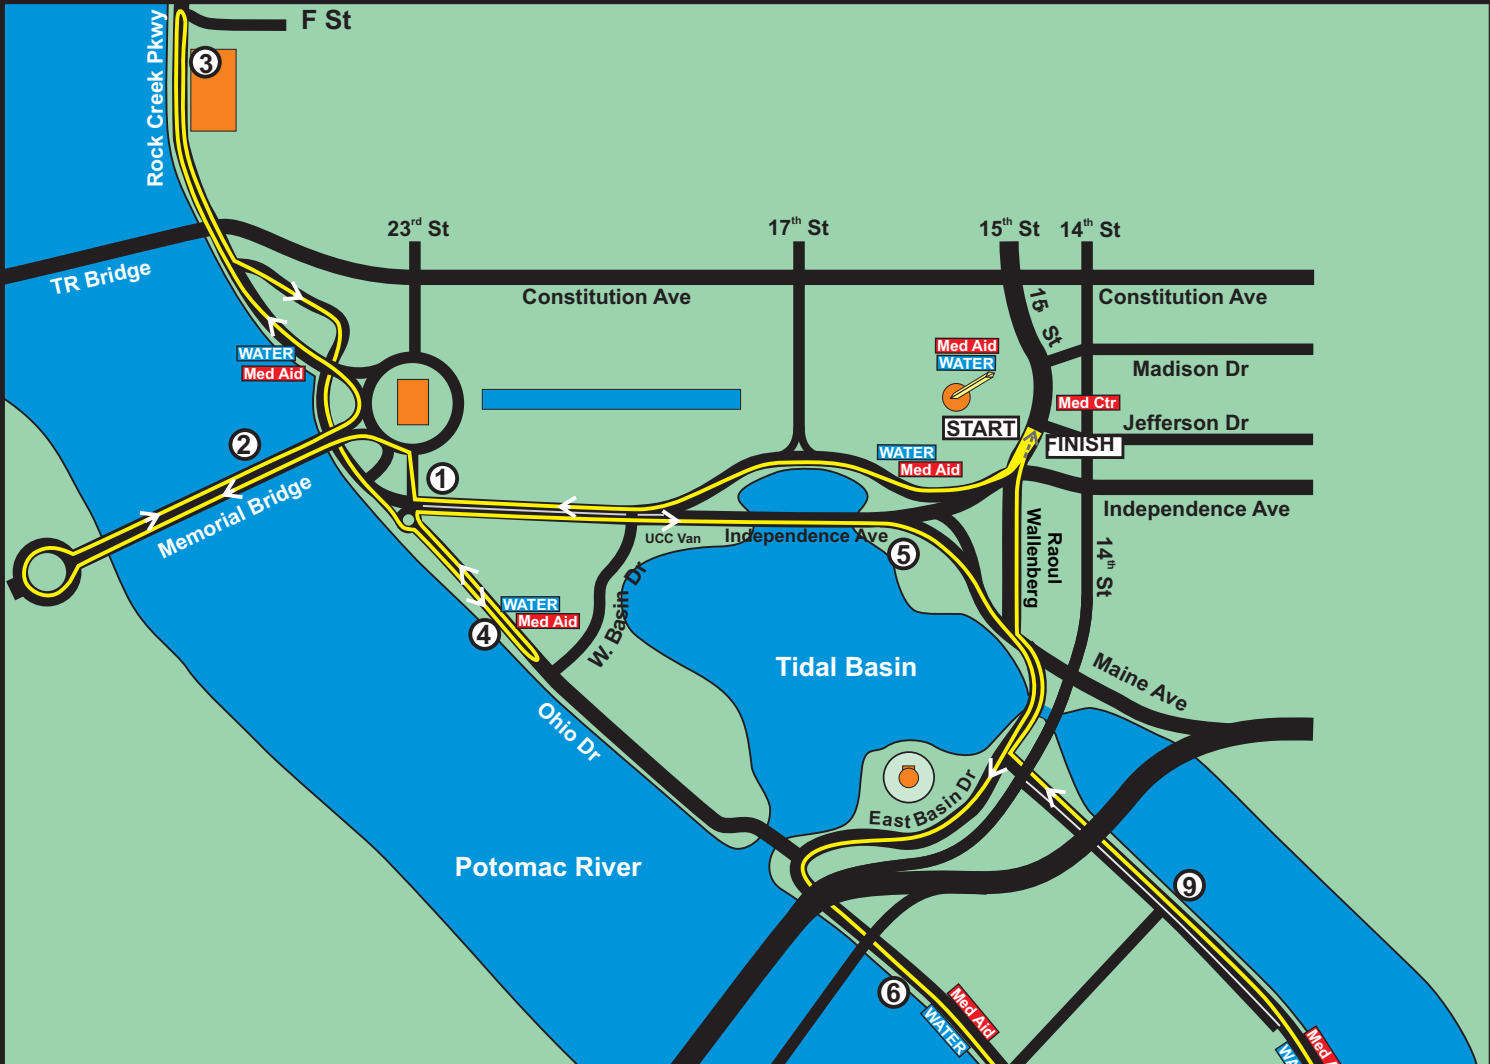 F St
Rock Creek Pkwy
3
23rd St
17th St
15th St
14th St
TR Bridge
Constitution Ave
Constitution Ave
15 St
WATER
Med Aid
Med Aid
WATER
Madison Dr
Med Ctr
Jefferson Dr
START
FINISH
2
WATER
Med Aid
1
Memorial Bridge
Independence Ave
UCC Van
Independence Ave
5
Raoul
Wallenberg
14th St
WATER
Med Aid
4
W. Basin Dr
Tidal Basin
Maine Ave
Ohio Dr
East Basin Dr
Potomac River
9
6
Med Aid
WATER
Med